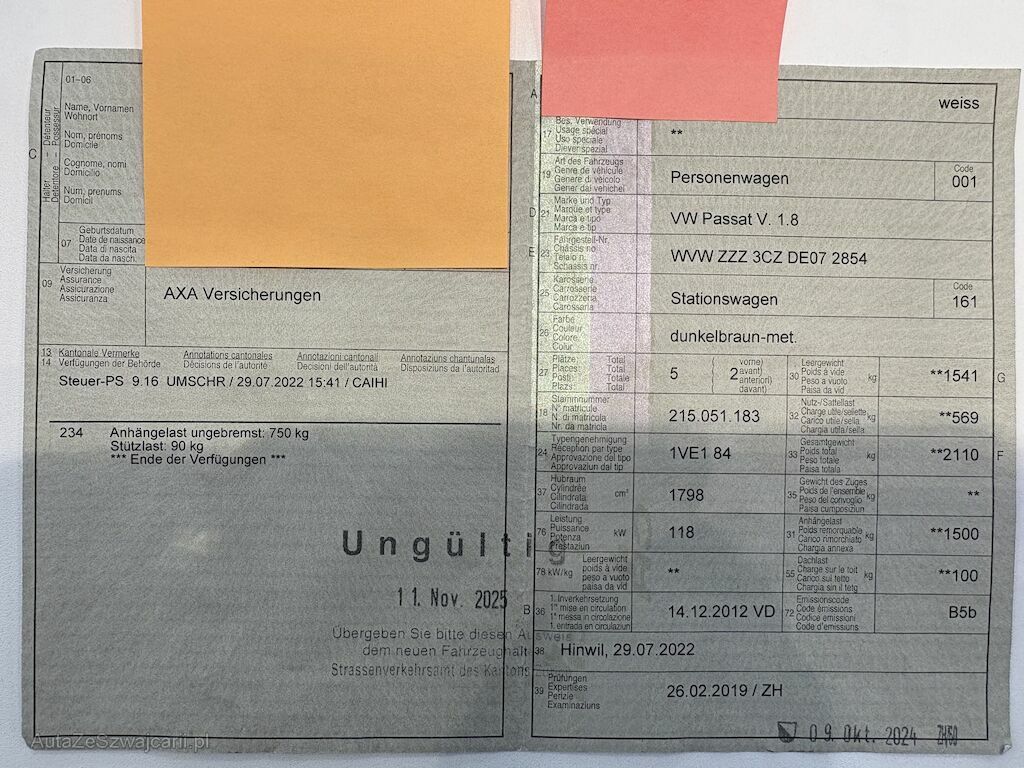 01-06
Halter - Détenteur
Detentore - Possessur
C
Name, Vornamen
Wohnort
Nom, prénoms
Domicile
Cognome, nomi
Domicilio
Num, prenums
Domicil
07
Geburtsdatum
Date de naissance
Data di nascita
Data da nasch.
09
Versicherung
Assurance
Assicurazione
Assicuranza
AXA Versicherungen
13 Kantonale Vermerke Annotations cantonales Annotazioni cantonali Annotaziuns chantunalas
14 Verfügungen der Behörde Décisions de l'autorité Decisioni dell'autorità Disposiziuns da l'autoritad
Steuer-PS 9.16 UMSCHR / 29.07.2022 15:41 / CAIHI
234 Anhängelast ungebremst: 750 kg
Stützlast: 90 kg
*** Ende der Verfügungen ***
Ungültig
11. Nov. 2025
Übergeben Sie bitte diesen Ausweis
dem neuen Fahrzeughalter
Strassenverkehrsamt des Kantons
A
weiss
17
Bes. Verwendung
Usage spécial
Uso speciale
Diever spezial
**
19
Art des Fahrzeugs
Genre de véhicule
Genere di veicolo
Gener dal vehichel
Personenwagen
Code
001
D 21
Marke und Typ
Marque et type
Marca e tipo
Marca e tip
VW Passat V. 1.8
E 23
Fahrgestell-Nr.
Châssis no
Telaio n.
Schassis nr.
WVW ZZZ 3CZ DE07 2854
25
Karosserie
Carrosserie
Carrozzeria
Carossaria
Stationswagen
Code
161
26
Farbe
Couleur
Colore
Colur
dunkelbraun-met.
27
Plätze: Total
Places: Total
Posti: Totale
Plazs: Total
5
2
vorne)
avant)
anteriori)
davant)
30
Leergewicht
Poids à vide
Peso a vuoto
Paisa da vid
kg
**1541
G
18
Stammnummer
N° matricule
N. di matricola
Nr. da matricla
215.051.183
32
Nutz-/Sattellast
Charge utile/sellette
Carico utile/sella
Chargia utila/sella
kg
**569
24
Typengenehmigung
Réception par type
Approvazione del tipo
Approvaziun dal tip
1VE1 84
33
Gesamtgewicht
Poids total
Peso totale
Paisa totala
kg
**2110
F
37
Hubraum
Cylindrée
Cilindrata
Cilindrada
cm³
1798
35
Gewicht des Zuges
Poids de l'ensemble
Peso del convoglio
Paisa cumposiziun
kg
**
76
Leistung
Puissance
Potenza
Prestaziun
kW
118
31
Anhängelast
Poids remorquable
Carico rimorchiato
Chargia annexa
kg
**1500
78 kW/kg
Leergewicht
poids à vide
peso a vuoto
paisa da vid
**
55
Dachlast
Charge sur le toit
Carico sul tetto
Chargia sin il tetg
kg
**100
B 36
1. Inverkehrsetzung
1re mise en circulation
1a messa in circolazione
1. entrada en circulaziun
14.12.2012 VD
72
Emissionscode
Code émissions
Codice emissioni
Code d'emissiuns
B5b
38
Hinwil, 29.07.2022
39
Prüfungen
Expertises
Perizie
Examinaziuns
26.02.2019 / ZH
09. Okt. 2024
AutaZeSzwajcarii.pl